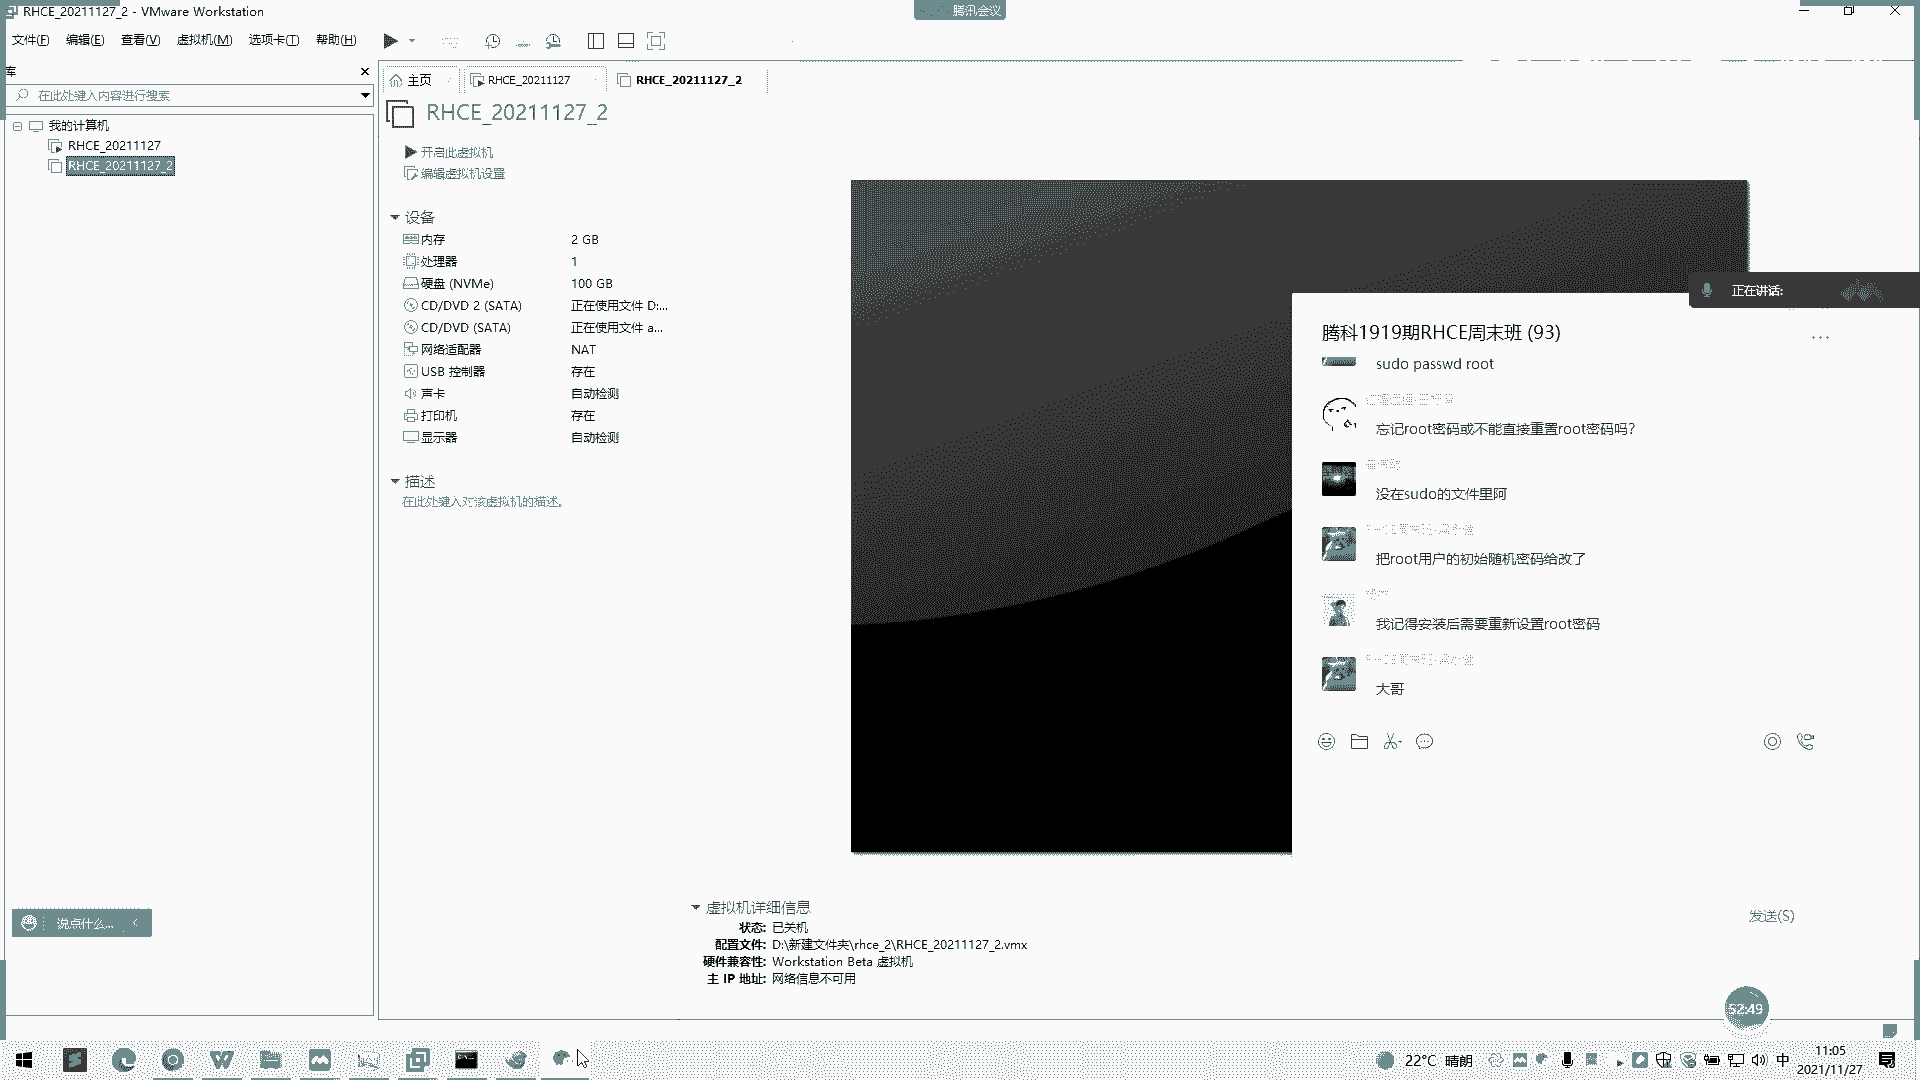 RHCE_20211127_2 - VMware Workstation
腾讯会议
文件(F) 编辑(E) 查看(V) 虚拟机(M) 选项卡(T) 帮助(H)
库
在此处键入内容进行搜索
我的计算机
RHCE_20211127
RHCE_20211127_2
主页
RHCE_20211127
RHCE_20211127_2
RHCE_20211127_2
开启此虚拟机
编辑虚拟机设置
设备
内存 2 GB
处理器 1
硬盘 (NVMe) 100 GB
CD/DVD 2 (SATA) 正在使用文件 D:...
CD/DVD (SATA) 正在使用文件 a...
网络适配器 NAT
USB 控制器 存在
声卡 自动检测
打印机 存在
显示器 自动检测
描述
在此处键入对该虚拟机的描述。
正在讲话:
腾科1919期RHCE周末班 (93)
sudo passwd root
忘记root密码或不能直接重置root密码吗?
没在sudo的文件里阿
把root用户的初始随机密码给改了
我记得安装后需要重新设置root密码
大哥
发送(S)
虚拟机详细信息
状态: 已关机
配置文件: D:\新建文件夹\rhce_2\RHCE_20211127_2.vmx
硬件兼容性: Workstation Beta 虚拟机
主 IP 地址: 网络信息不可用
说点什么...
52:49
22°C 晴朗
中
11:05
2021/11/27